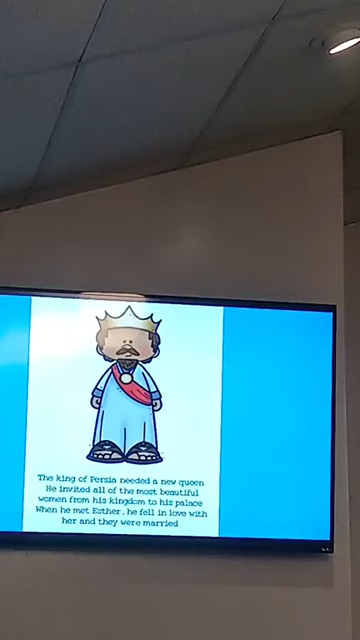 The king of Persia needed a new queen
He invited all of the most beautiful
women from his kingdom to his palace
When he met Esther, he fell in love with
her and they were married